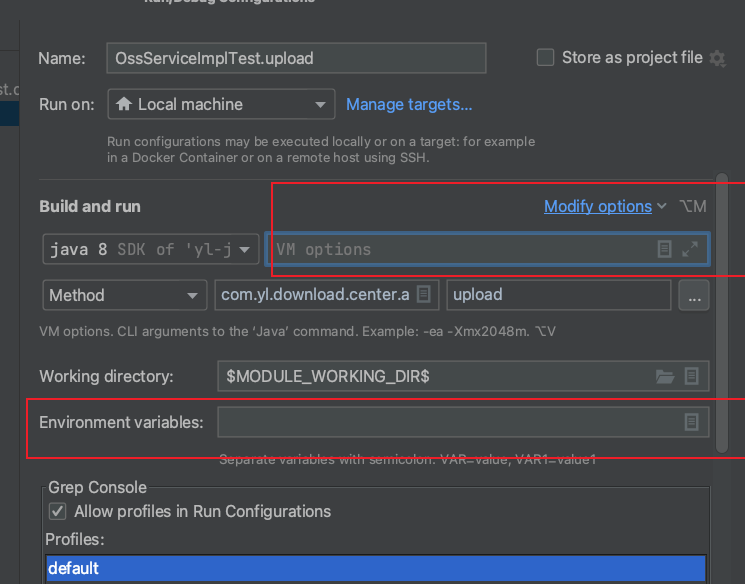 Run/Debug Configurations
Name: OssServiceImplTest.upload Store as project file
Run on: Local machine Manage targets...
Run configurations may be executed locally or on a target: for example
in a Docker Container or on a remote host using SSH.
Build and run Modify options ⌥M
java 8 SDK of 'yl-j VM options
Method com.yl.download.center.a upload ...
VM options. CLI arguments to the ‘Java’ command. Example: -ea -Xmx2048m. ⌥V
Working directory: $MODULE_WORKING_DIR$
Environment variables:
Separate variables with semicolon: VAR=value; VAR1=value1
Grep Console
Allow profiles in Run Configurations
Profiles:
default